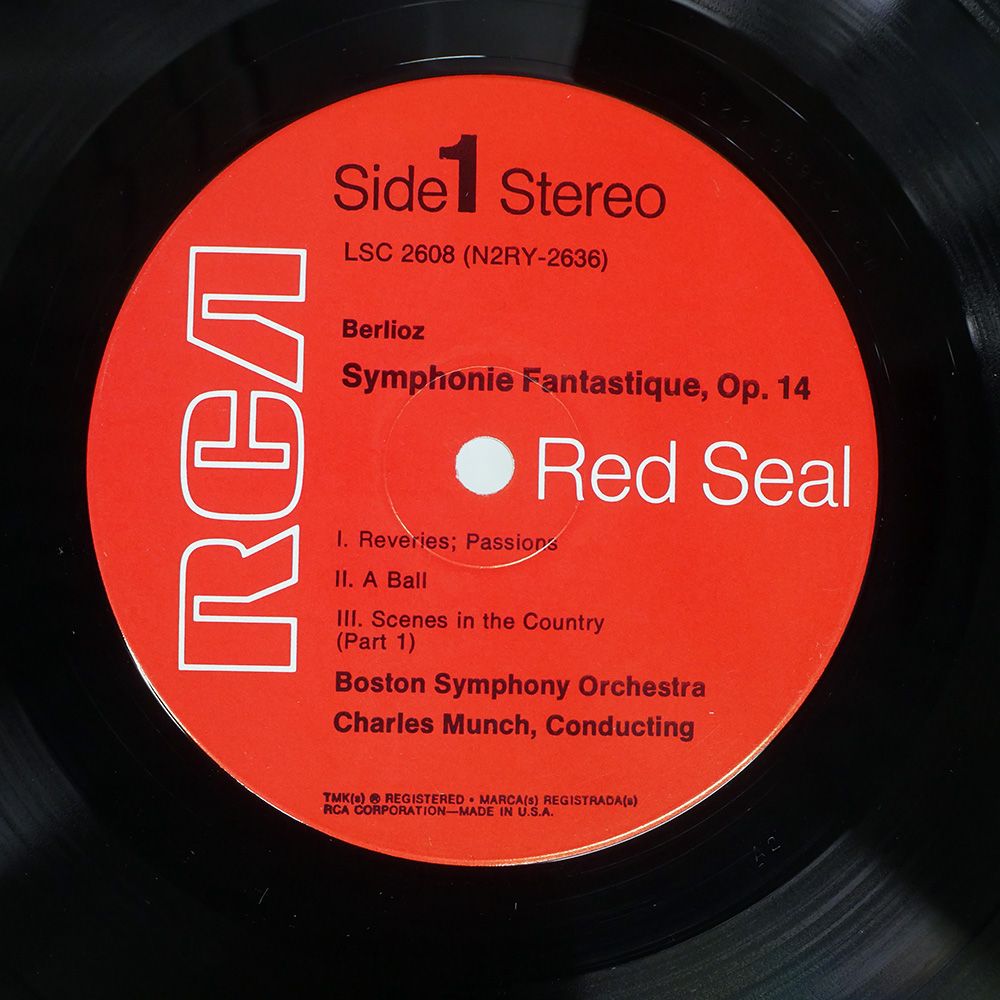 Side 1 Stereo
LSC 2608 (N2RY-2636)
Berlioz
Symphonie Fantastique, Op. 14
RCA
Red Seal
I. Reveries; Passions
II. A Ball
III. Scenes in the Country
(Part 1)
Boston Symphony Orchestra
Charles Munch, Conducting
TMK(s) ® REGISTERED • MARCA(s) REGISTRADA(s)
RCA CORPORATION—MADE IN U.S.A.